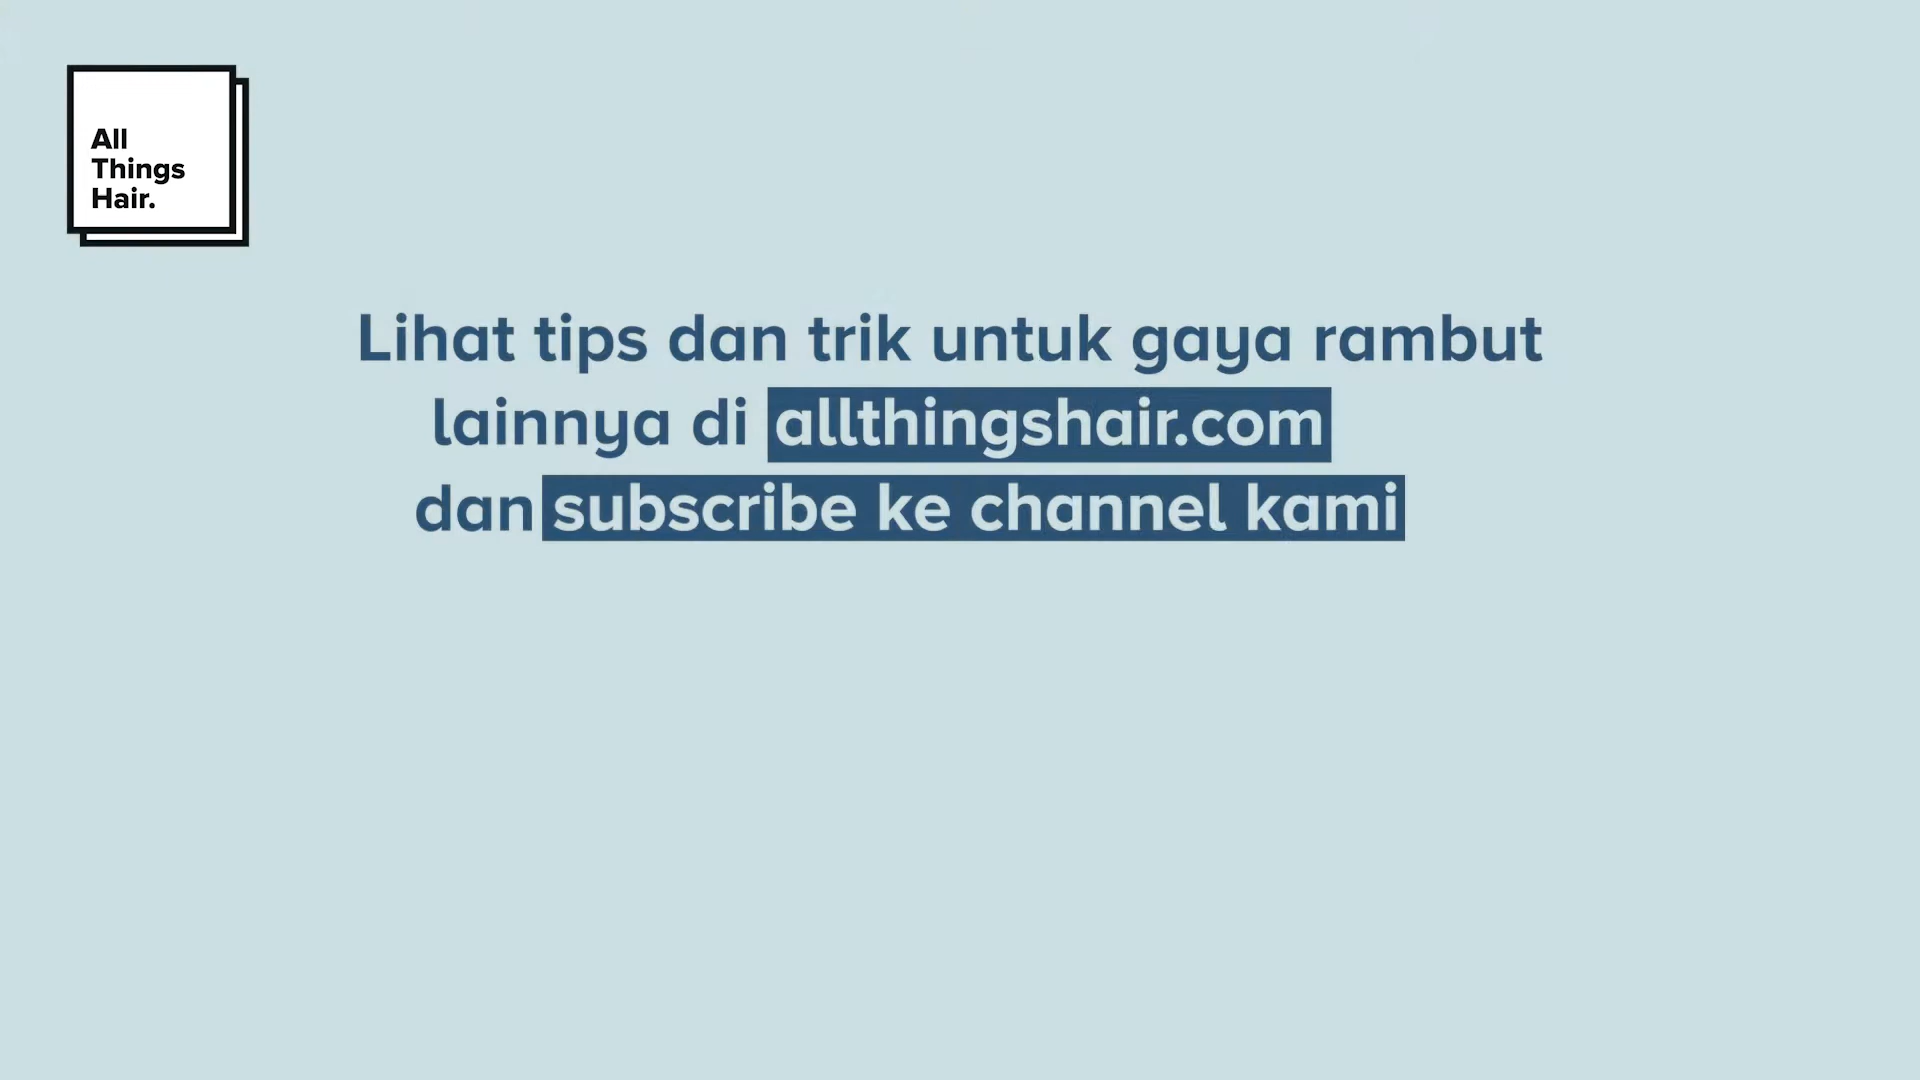 All
Things
Hair.
Lihat tips dan trik untuk gaya rambut
lainnya di allthingshair.com
dan subscribe ke channel kami